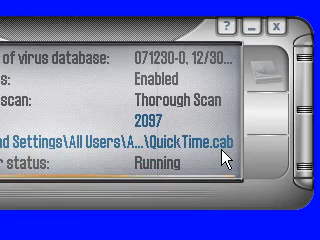 ?
of virus database: 071230-0, 12/30...
s: Enabled
scan: Thorough Scan
2097
nd Settings\All Users\A...\QuickTime.cab
r status: Running